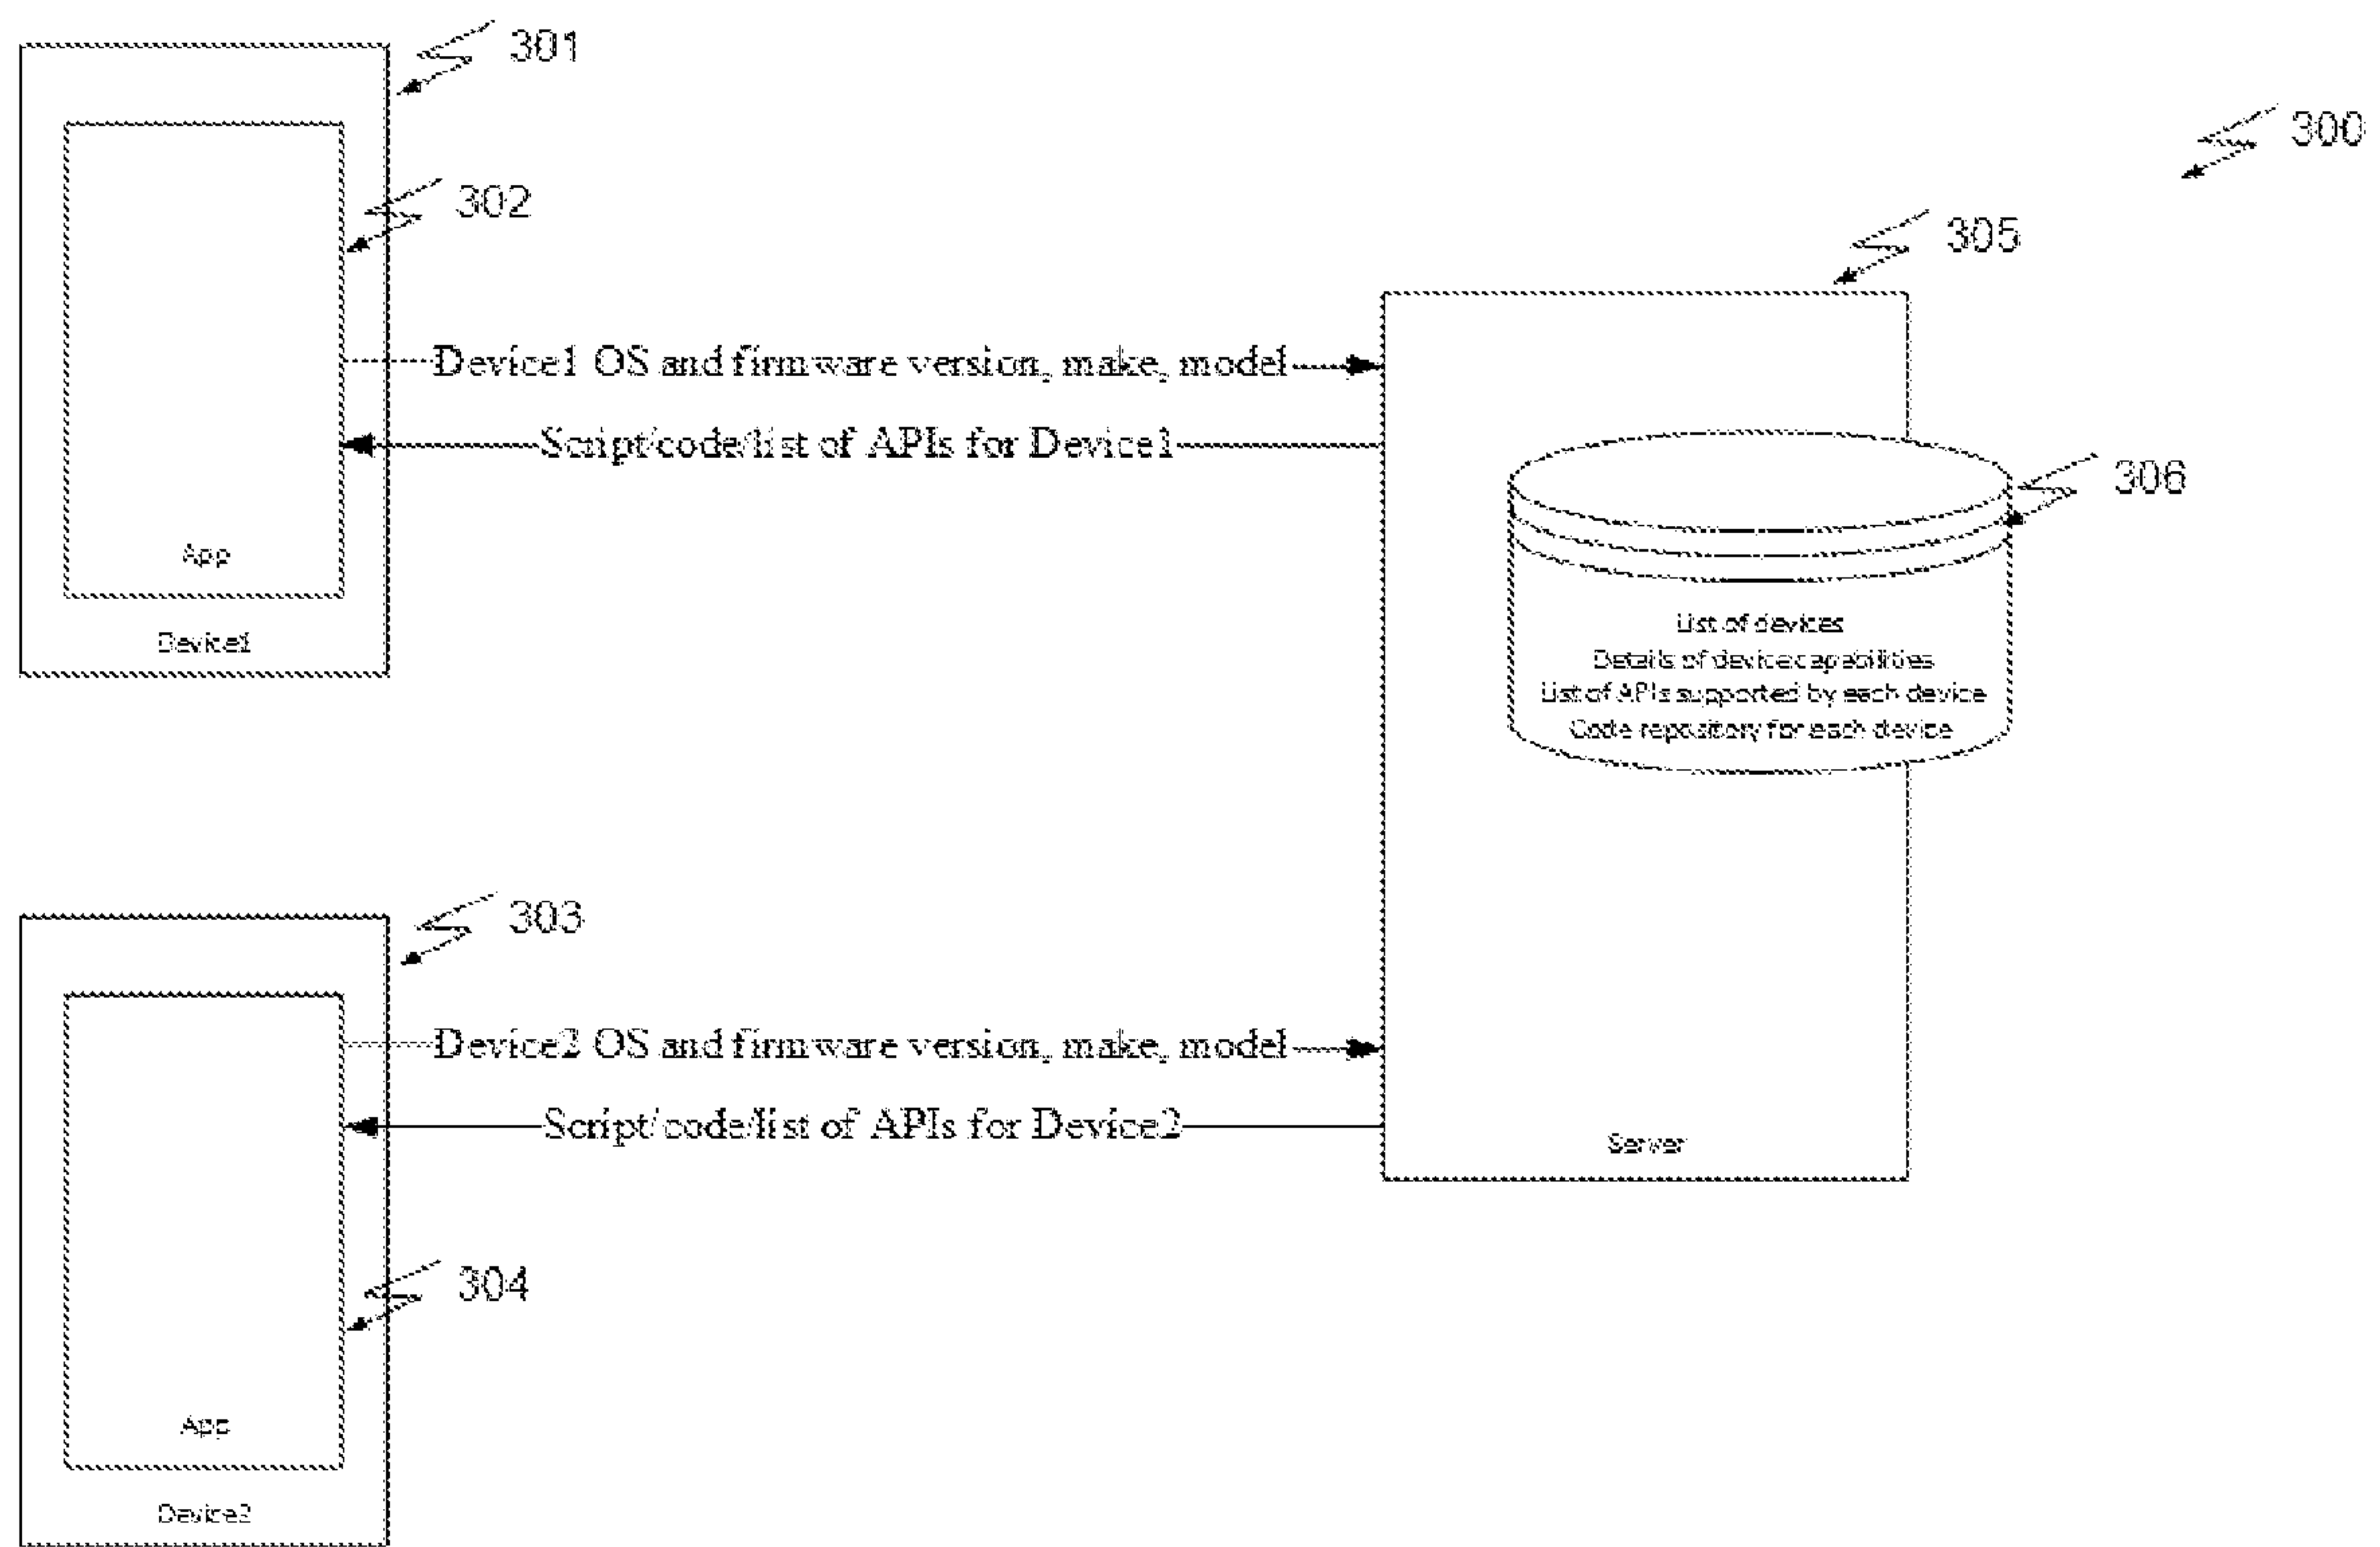 301
300
302
305
Device1 OS and firmware version, make, model
Script/code/list of APIs for Device1
306
App
Device1
List of devices
Details of device capabilities
List of APIs supported by each device
Code repository for each device
303
Device2 OS and firmware version, make, model
Script/code/list of APIs for Device2
Server
304
App
Device2